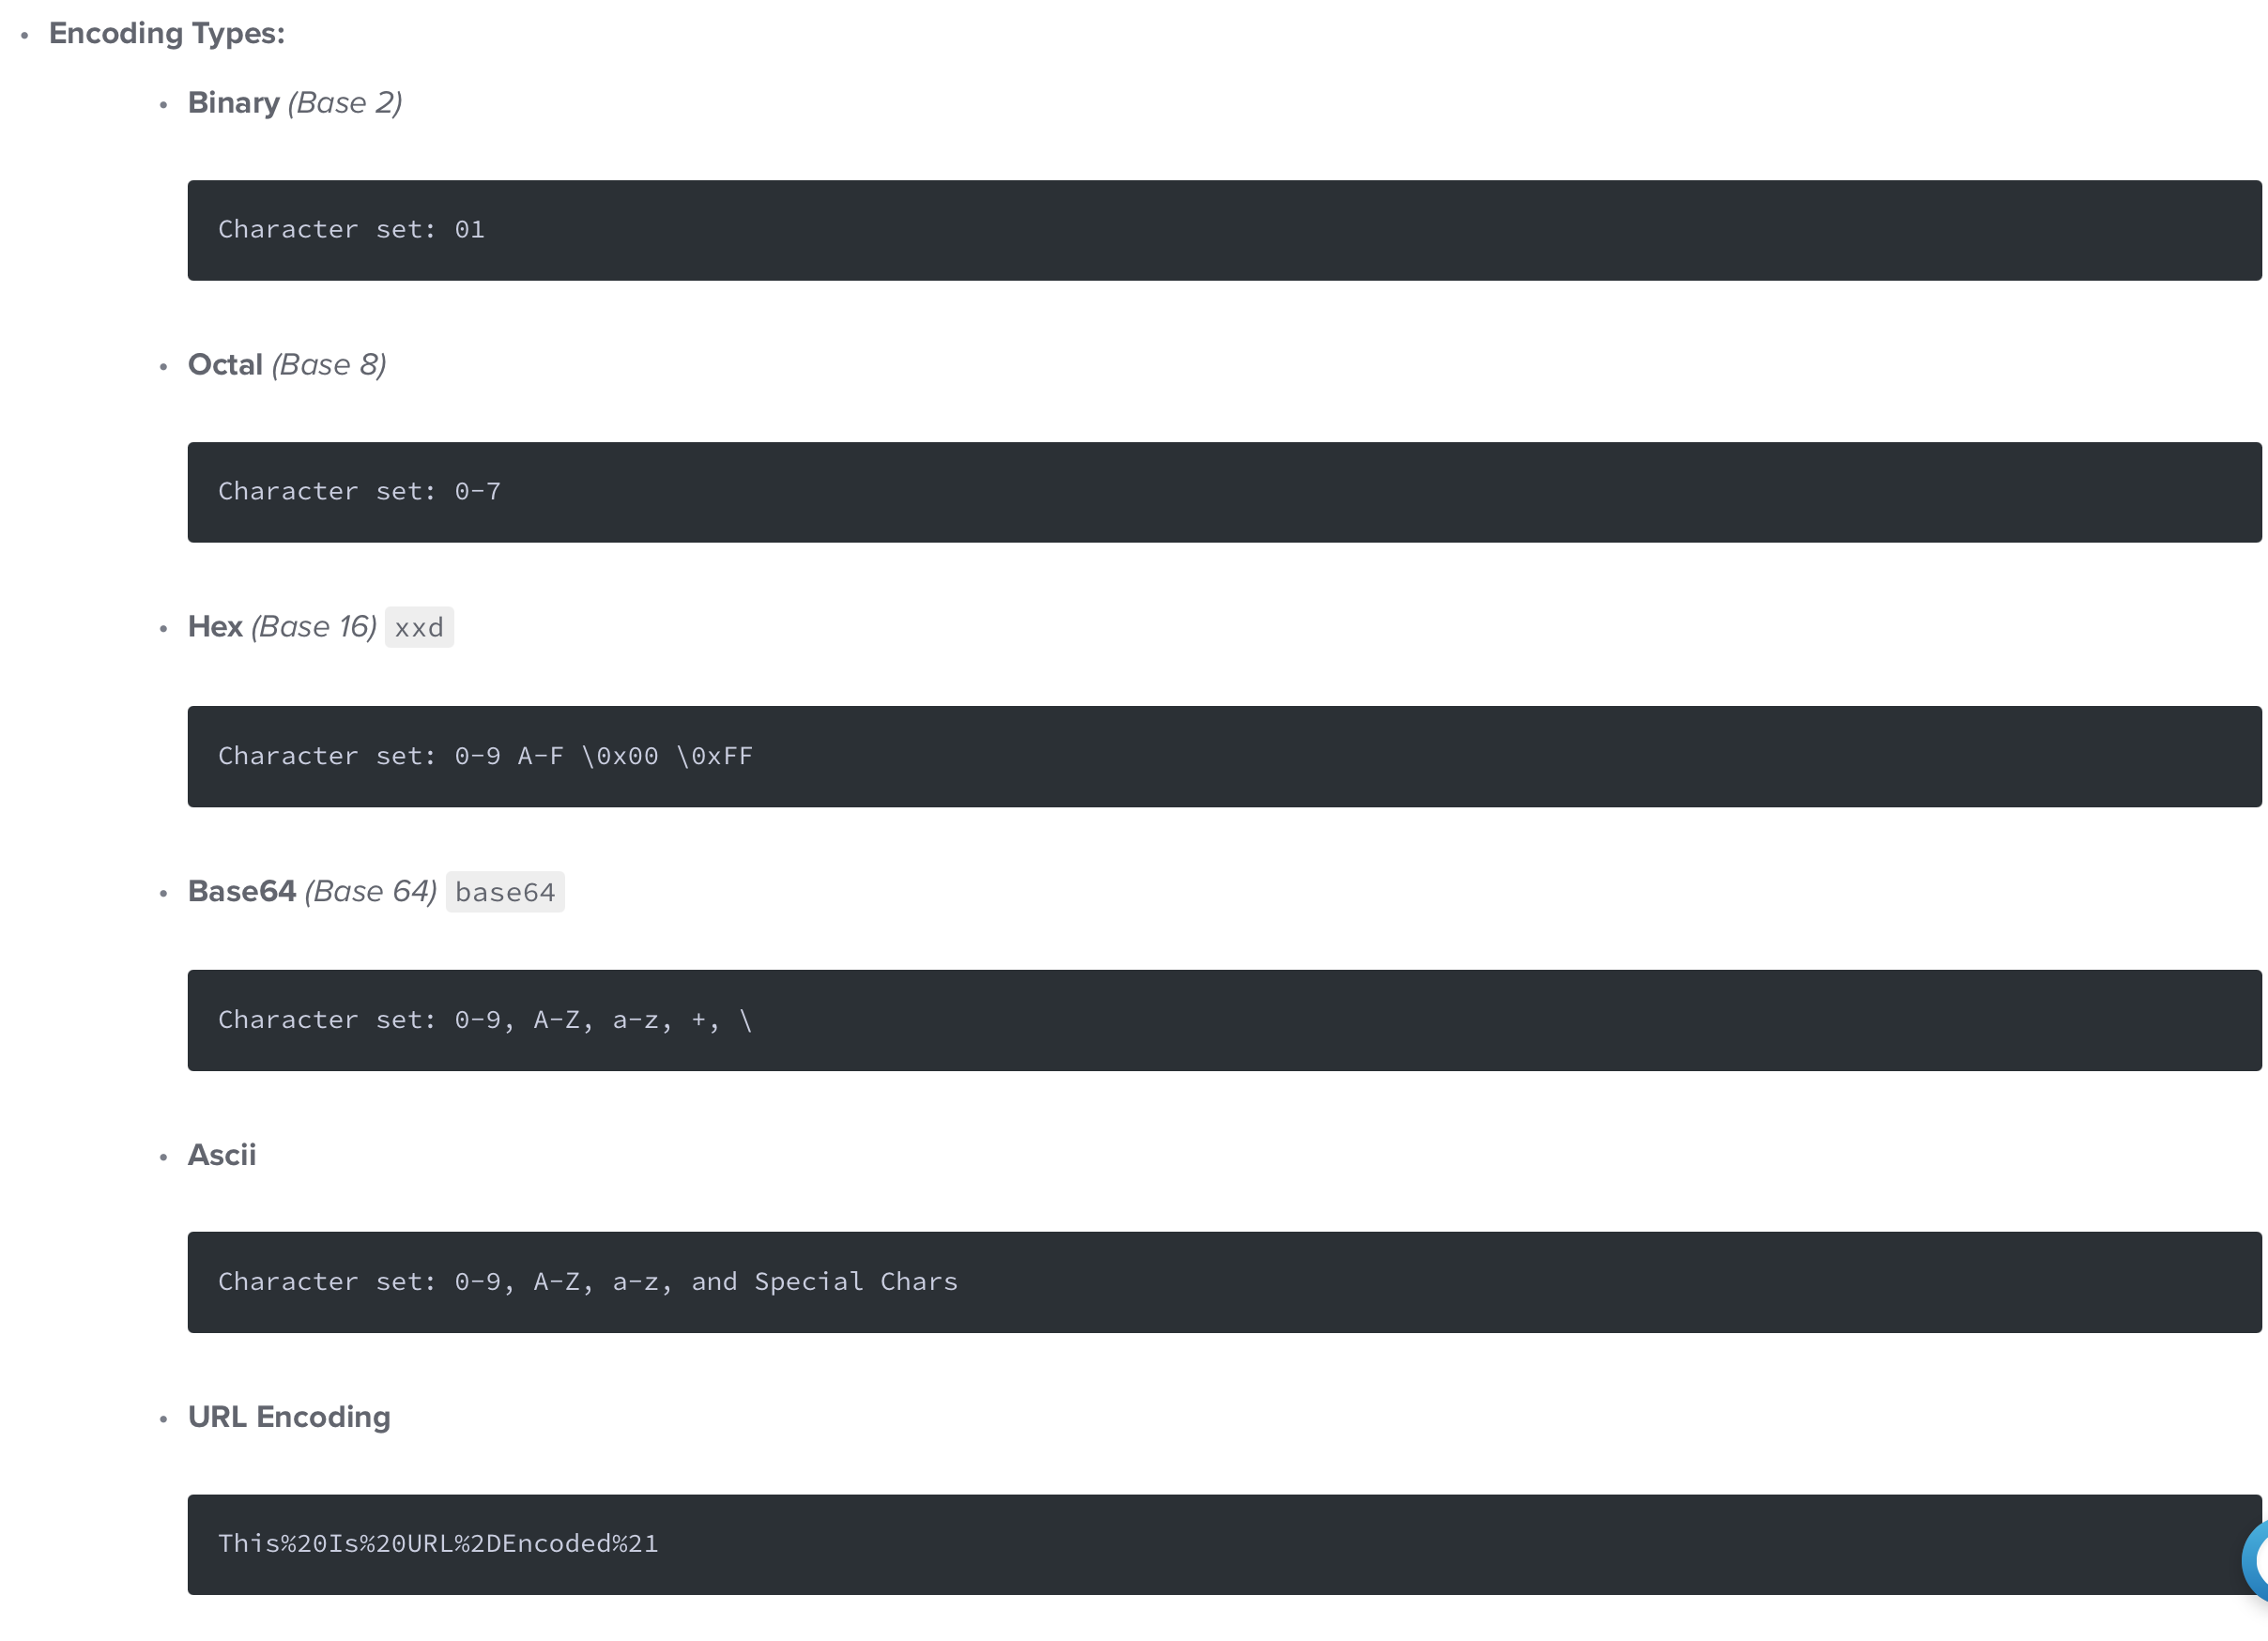 Encoding Types:
Binary (Base 2)
Character set: 01
Octal (Base 8)
Character set: 0-7
Hex (Base 16) xxd
Character set: 0-9 A-F \0x00 \0xFF
Base64 (Base 64) base64
Character set: 0-9, A-Z, a-z, +, \
Ascii
Character set: 0-9, A-Z, a-z, and Special Chars
URL Encoding
This%20Is%20URL%2DEncoded%21